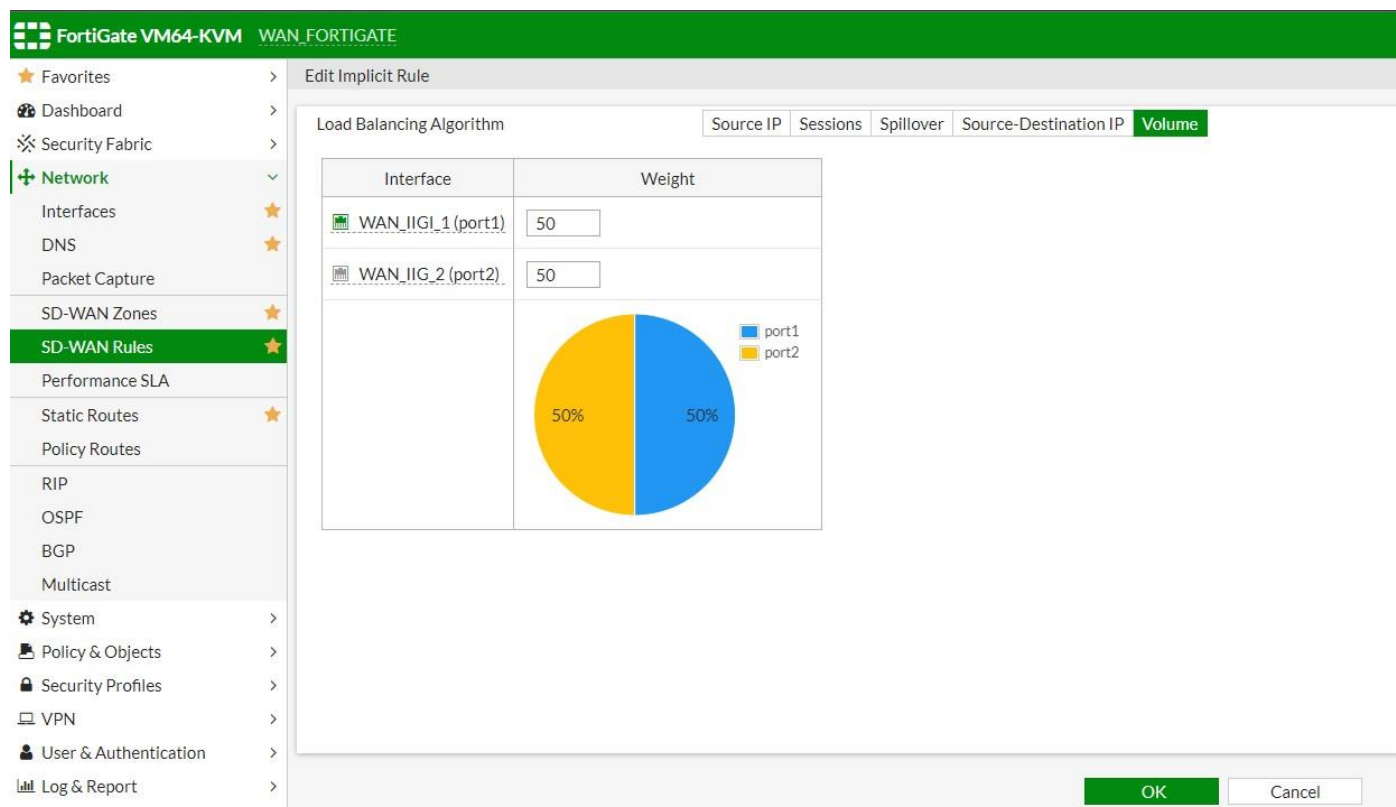 FortiGate VM64-KVM WAN_FORTIGATE
Favorites
Dashboard
Security Fabric
Network
Interfaces
DNS
Packet Capture
SD-WAN Zones
SD-WAN Rules
Performance SLA
Static Routes
Policy Routes
RIP
OSPF
BGP
Multicast
System
Policy & Objects
Security Profiles
VPN
User & Authentication
Log & Report
Edit Implicit Rule
Load Balancing Algorithm Source IP Sessions Spillover Source-Destination IP Volume
Interface Weight
WAN_IIGI_1 (port1) 50
WAN_IIG_2 (port2) 50
port1
port2
50% 50%
OK Cancel